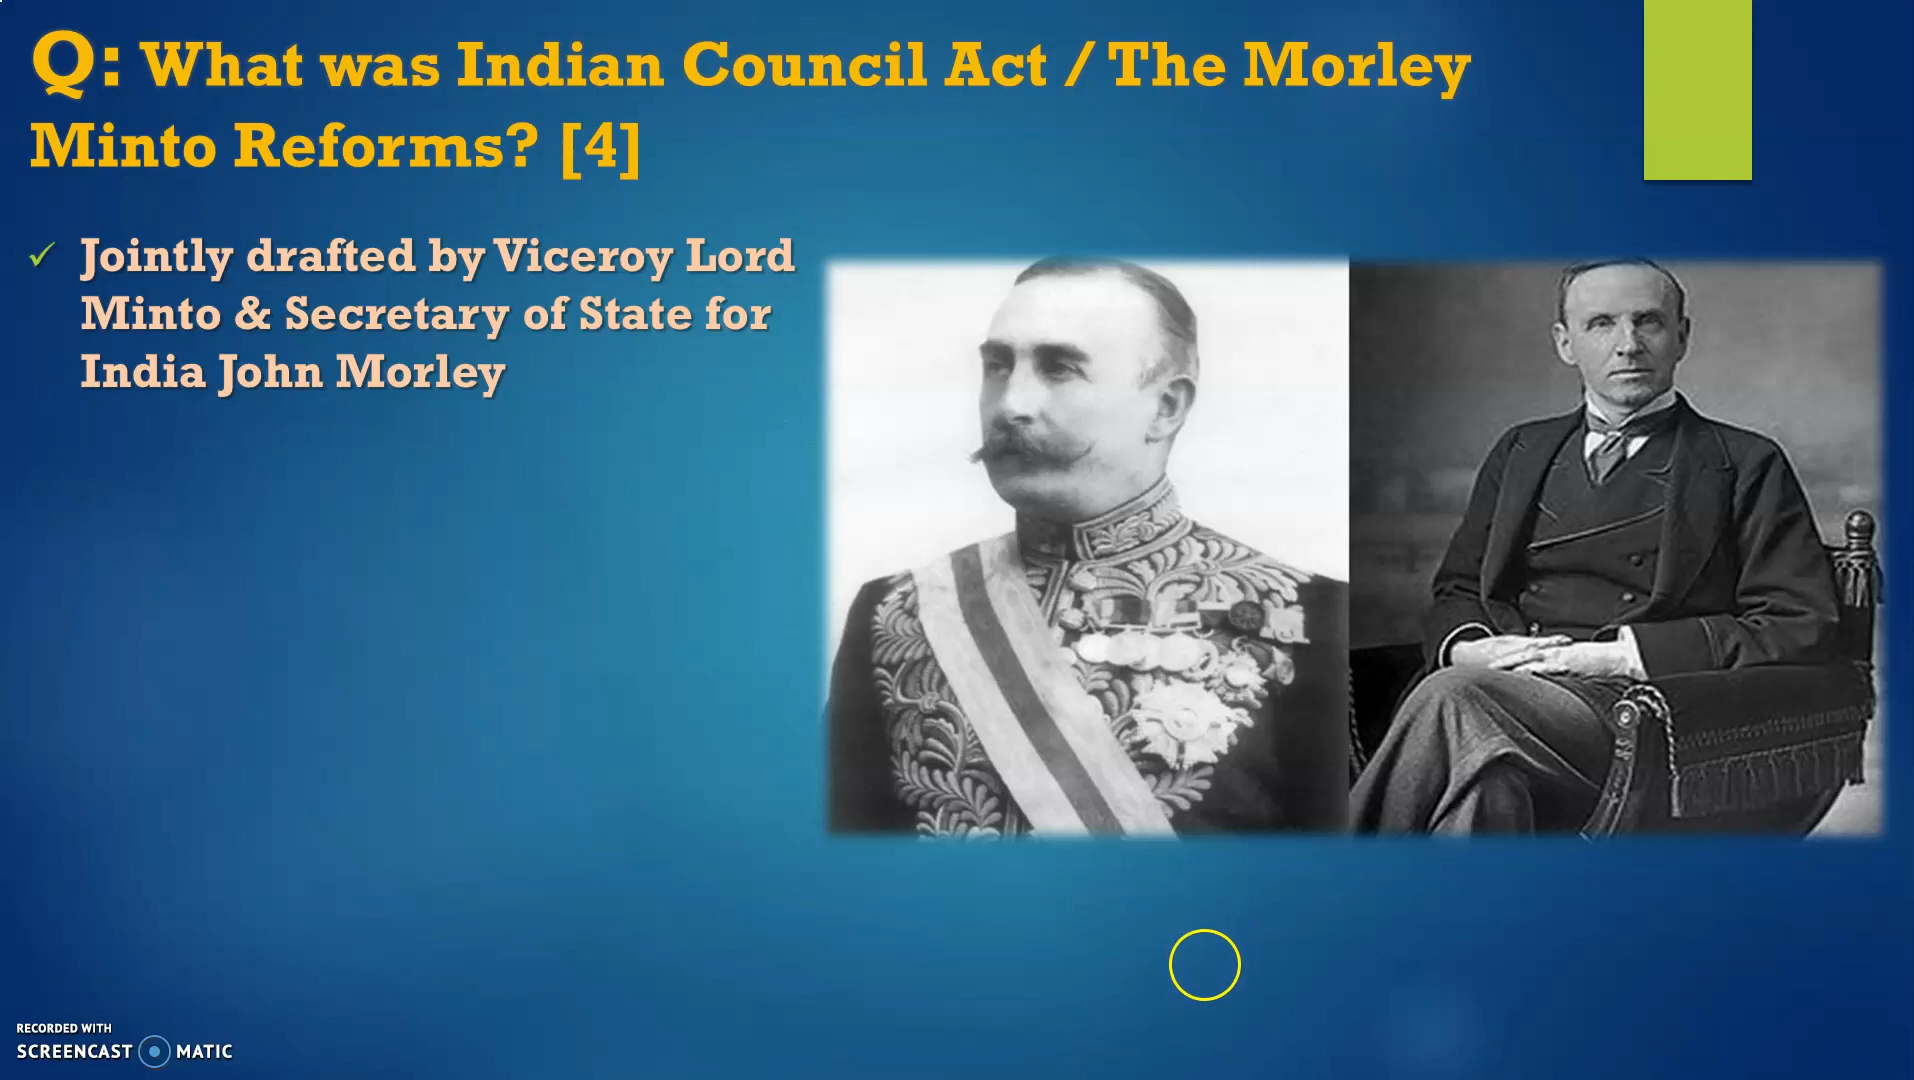 Q: What was Indian Council Act / The Morley
Minto Reforms? [4]
✓ Jointly drafted by Viceroy Lord
Minto & Secretary of State for
India John Morley
RECORDED WITH
SCREENCAST MATIC